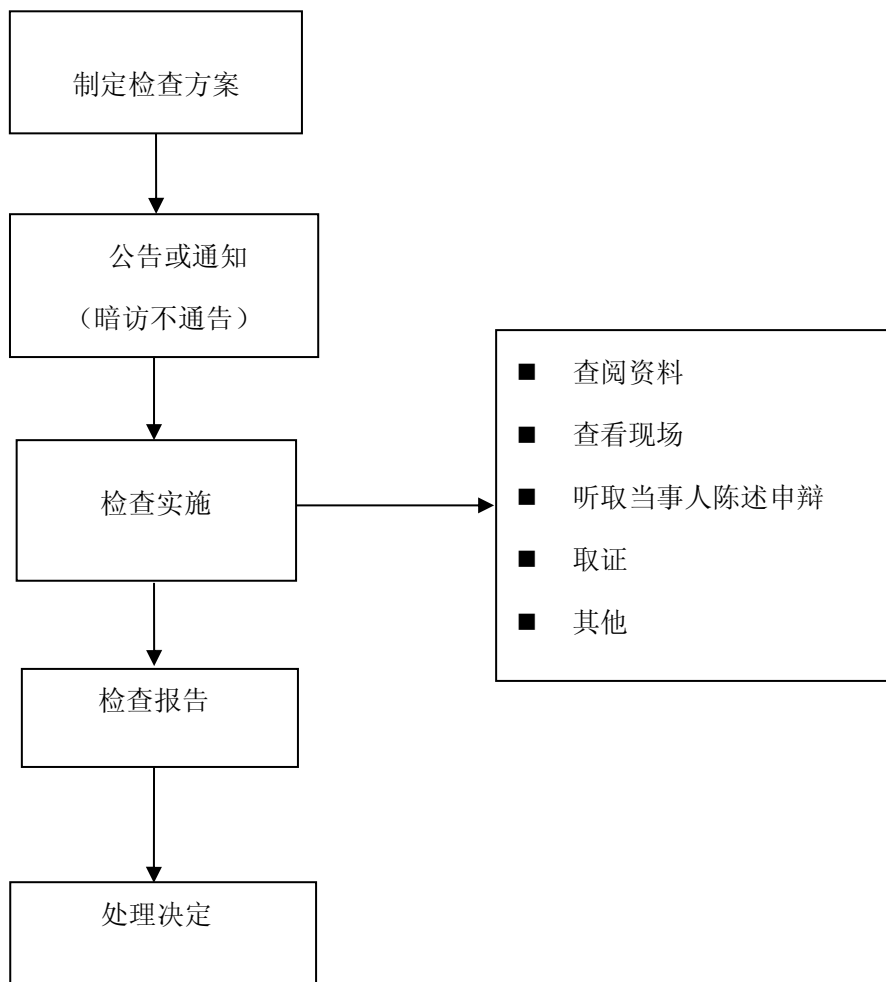 制定检查方案
公告或通知
（暗访不通告）
检查实施
■ 查阅资料
■ 查看现场
■ 听取当事人陈述申辩
■ 取证
■ 其他
检查报告
处理决定